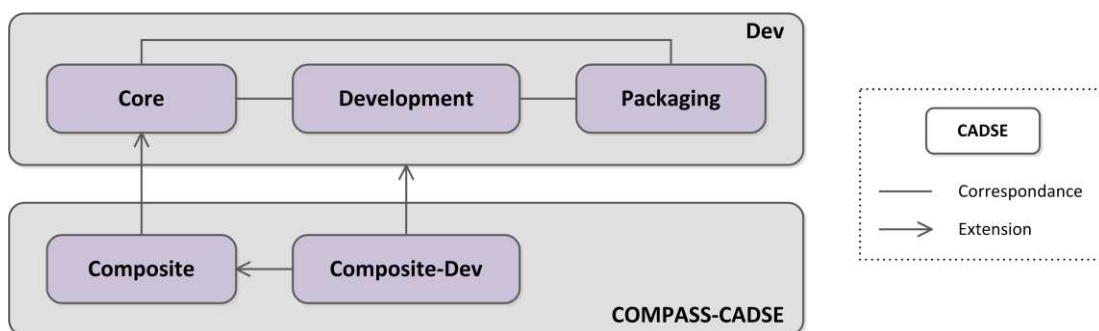 Dev
Core
Development
Packaging
Composite
Composite-Dev
COMPASS-CADSE
CADSE
Correspondance
Extension